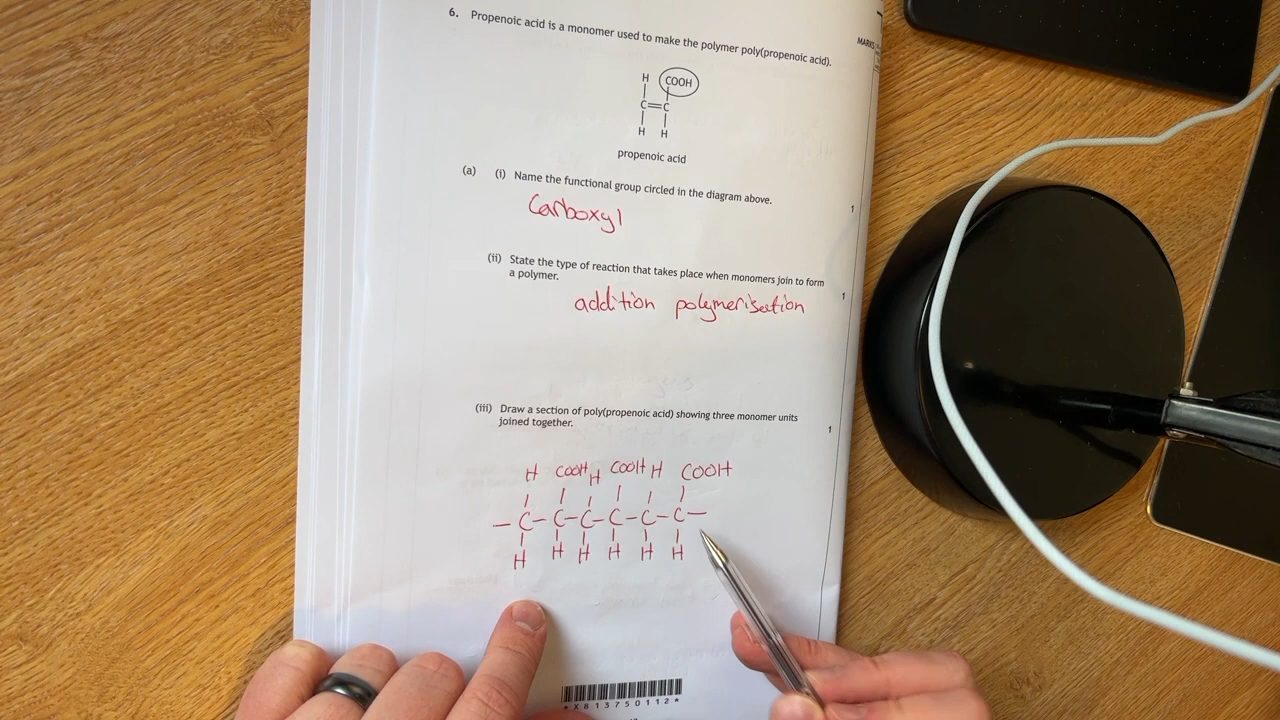 6. Propenoic acid is a monomer used to make the polymer poly(propenoic acid).
MARKS
H COOH
C=C
H H
propenoic acid
(a) (i) Name the functional group circled in the diagram above.
1
Carboxyl
(ii) State the type of reaction that takes place when monomers join to form
a polymer.
1
addition polymerisation
(iii) Draw a section of poly(propenoic acid) showing three monomer units
joined together.
1
H COOH H COOH H COOH
– C – C – C – C – C – C –
H H H H H H
*X813750112*